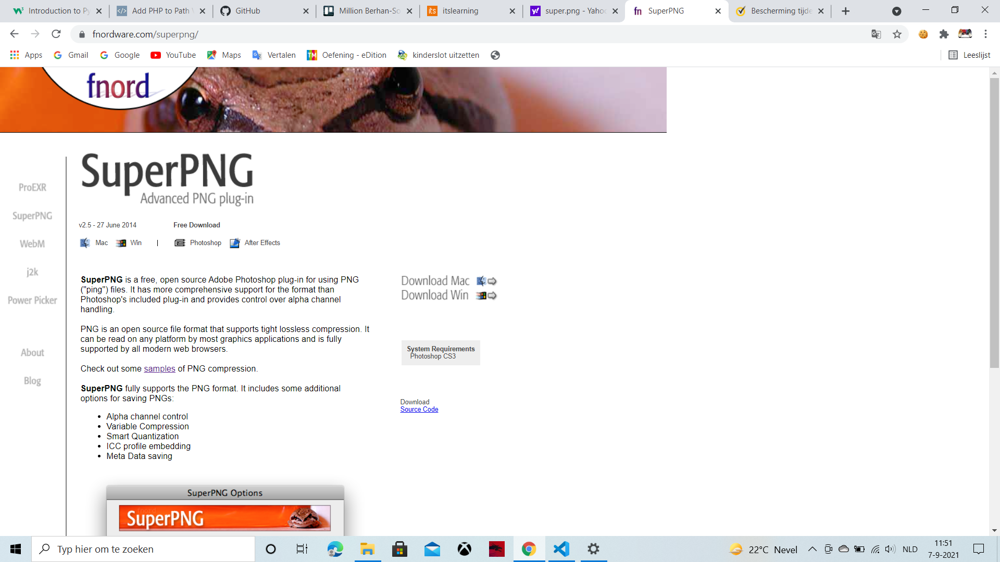 Introduction to Py
Add PHP to Path
GitHub
Million Berhan-So
itslearning
super.png - Yahoo
SuperPNG
Bescherming tijde
fnordware.com/superpng/
Apps
Gmail
Google
YouTube
Maps
Vertalen
Oefening - eDition
kinderslot uitzetten
Leeslijst
fnord
SuperPNG
Advanced PNG plug-in
ProEXR
SuperPNG
WebM
j2k
Power Picker
About
Blog
v2.5 - 27 June 2014 Free Download
Mac Win | Photoshop After Effects
SuperPNG is a free, open source Adobe Photoshop plug-in for using PNG
("ping") files. It has more comprehensive support for the format than
Photoshop's included plug-in and provides control over alpha channel
handling.
PNG is an open source file format that supports tight lossless compression. It
can be read on any platform by most graphics applications and is fully
supported by all modern web browsers.
Check out some samples of PNG compression.
SuperPNG fully supports the PNG format. It includes some additional
options for saving PNGs:
• Alpha channel control
• Variable Compression
• Smart Quantization
• ICC profile embedding
• Meta Data saving
Download Mac
Download Win
System Requirements
Photoshop CS3
Download
Source Code
SuperPNG Options
SuperPNG
Typ hier om te zoeken
22°C Nevel
NLD
11:51
7-9-2021